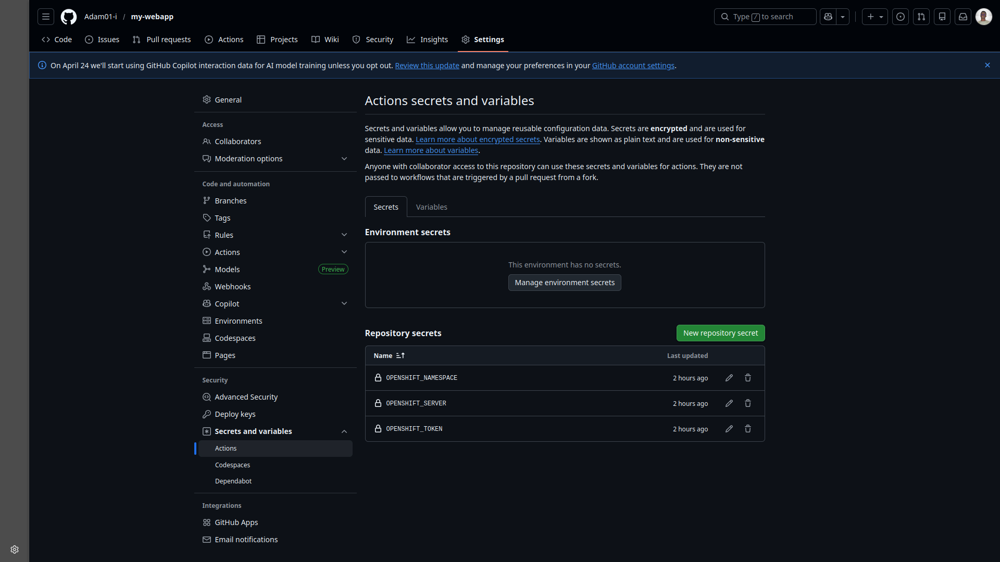 Adam01-i / my-webapp
Type / to search
Code
Issues
Pull requests
Actions
Projects
Wiki
Security
Insights
Settings
On April 24 we'll start using GitHub Copilot interaction data for AI model training unless you opt out. Review this update and manage your preferences in your GitHub account settings.
General
Access
Collaborators
Moderation options
Code and automation
Branches
Tags
Rules
Actions
Models
Preview
Webhooks
Copilot
Environments
Codespaces
Pages
Security
Advanced Security
Deploy keys
Secrets and variables
Actions
Codespaces
Dependabot
Integrations
GitHub Apps
Email notifications
Actions secrets and variables
Secrets and variables allow you to manage reusable configuration data. Secrets are encrypted and are used for
sensitive data. Learn more about encrypted secrets. Variables are shown as plain text and are used for non-sensitive
data. Learn more about variables.
Anyone with collaborator access to this repository can use these secrets and variables for actions. They are not
passed to workflows that are triggered by a pull request from a fork.
Secrets
Variables
Environment secrets
This environment has no secrets.
Manage environment secrets
Repository secrets
New repository secret
Name
Last updated
OPENSHIFT_NAMESPACE
2 hours ago
OPENSHIFT_SERVER
2 hours ago
OPENSHIFT_TOKEN
2 hours ago